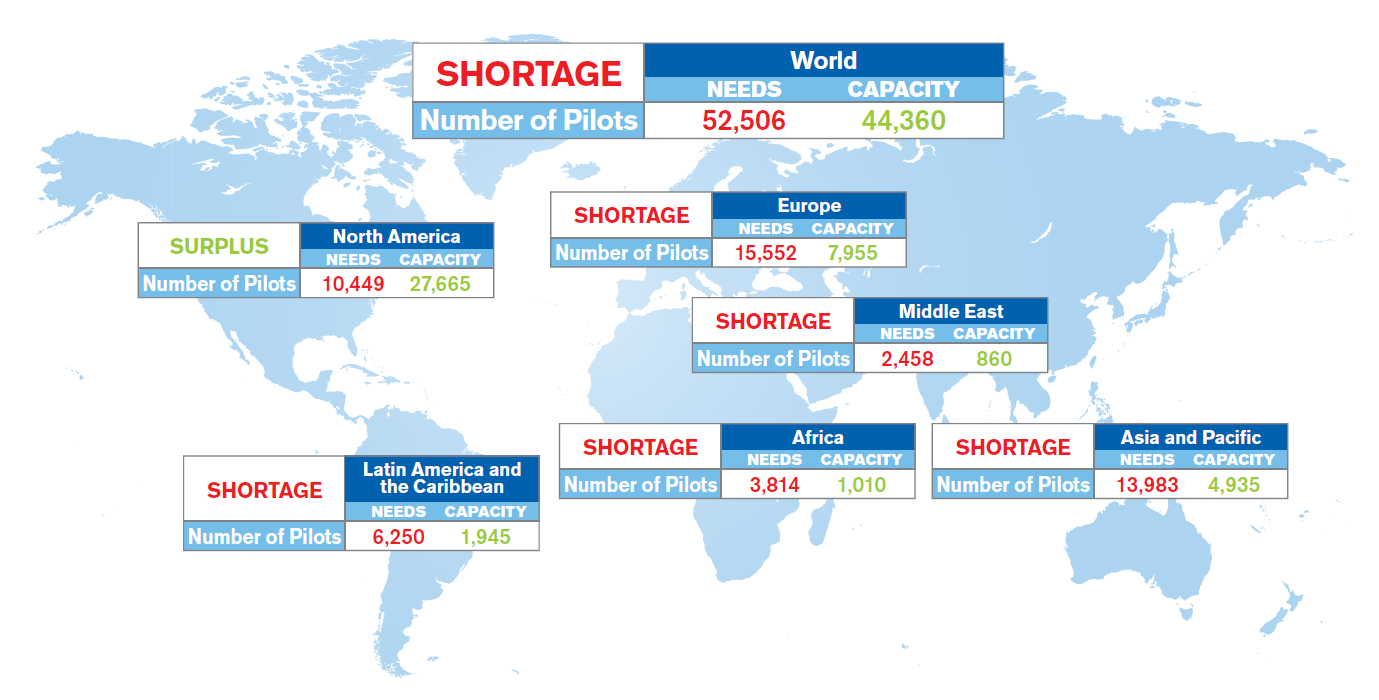 SHORTAGE
World
NEEDS CAPACITY
Number of Pilots 52,506 44,360
SHORTAGE
Europe
NEEDS CAPACITY
Number of Pilots 15,552 7,955
SURPLUS
North America
NEEDS CAPACITY
Number of Pilots 10,449 27,665
SHORTAGE
Middle East
NEEDS CAPACITY
Number of Pilots 2,458 860
SHORTAGE
Africa
NEEDS CAPACITY
Number of Pilots 3,814 1,010
SHORTAGE
Asia and Pacific
NEEDS CAPACITY
Number of Pilots 13,983 4,935
SHORTAGE
Latin America and
the Caribbean
NEEDS CAPACITY
Number of Pilots 6,250 1,945